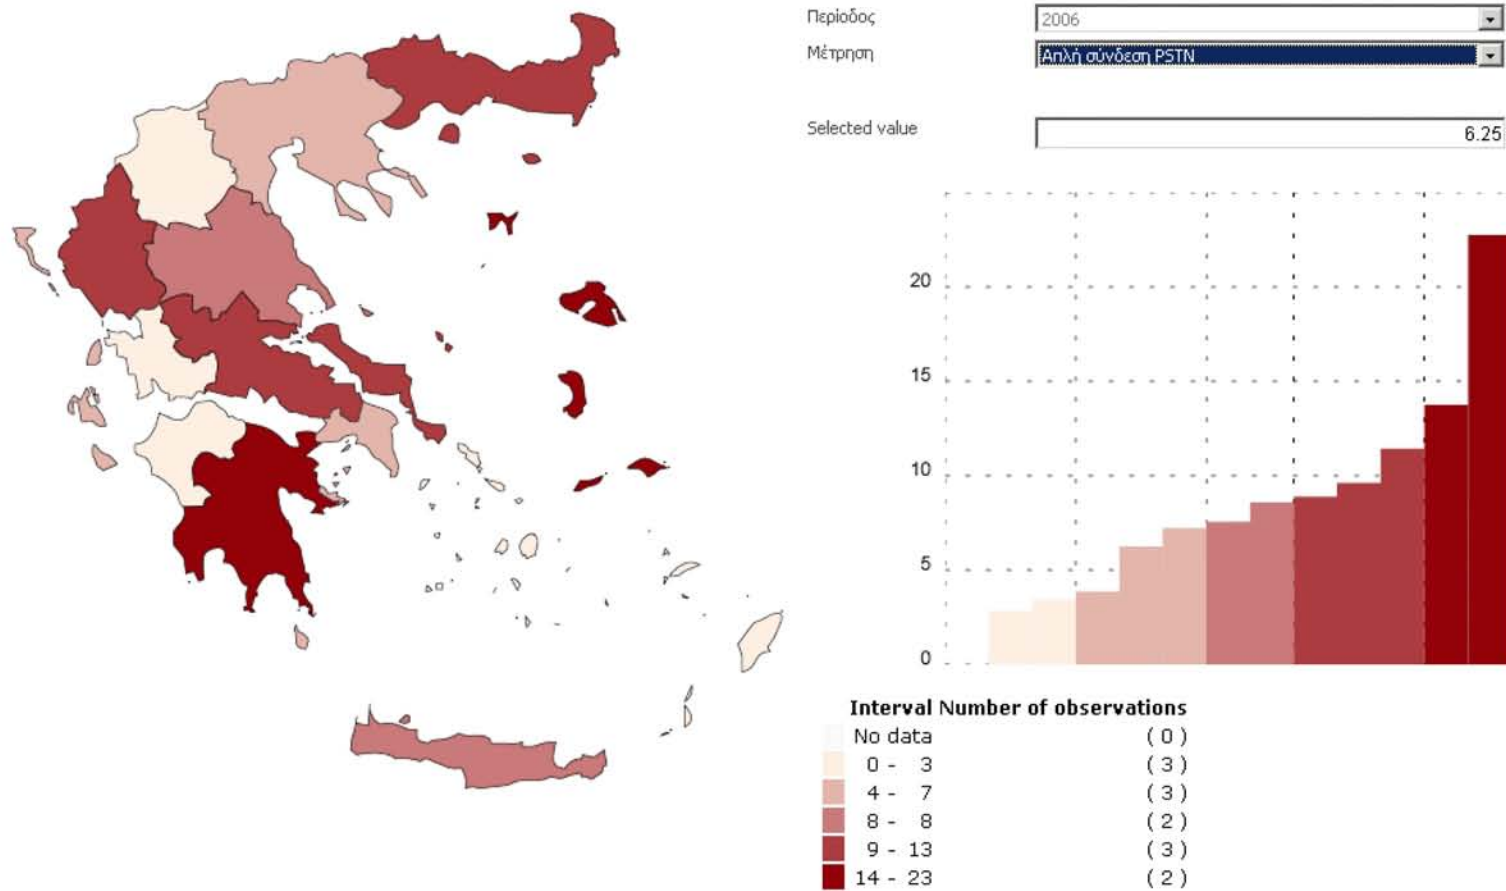 Περίοδος 2006
Μέτρηση Απλή σύνδεση PSTN
Selected value 6.25
20
15
10
5
0
Interval Number of observations
No data ( 0 )
0 - 3 ( 3 )
4 - 7 ( 3 )
8 - 8 ( 2 )
9 - 13 ( 3 )
14 - 23 ( 2 )